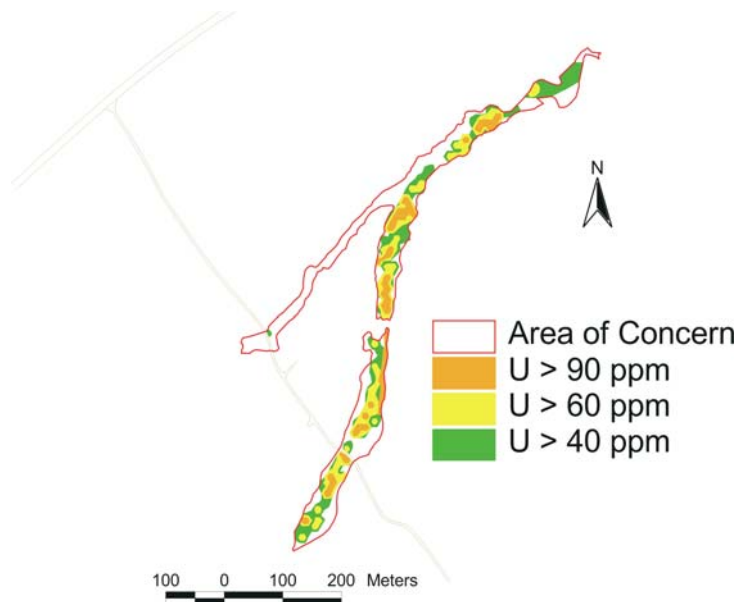 N
Area of Concern
U > 90 ppm
U > 60 ppm
U > 40 ppm
100 0 100 200 Meters